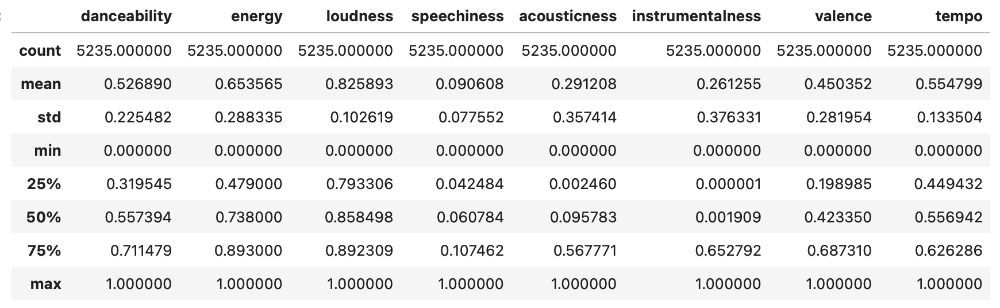 danceability energy loudness speechiness acousticness instrumentalness valence tempo
count 5235.000000 5235.000000 5235.000000 5235.000000 5235.000000 5235.000000 5235.000000 5235.000000
mean 0.526890 0.653565 0.825893 0.090608 0.291208 0.261255 0.450352 0.554799
std 0.225482 0.288335 0.102619 0.077552 0.357414 0.376331 0.281954 0.133504
min 0.000000 0.000000 0.000000 0.000000 0.000000 0.000000 0.000000 0.000000
25% 0.319545 0.479000 0.793306 0.042484 0.002460 0.000001 0.198985 0.449432
50% 0.557394 0.738000 0.858498 0.060784 0.095783 0.001909 0.423350 0.556942
75% 0.711479 0.893000 0.892309 0.107462 0.567771 0.652792 0.687310 0.626286
max 1.000000 1.000000 1.000000 1.000000 1.000000 1.000000 1.000000 1.000000